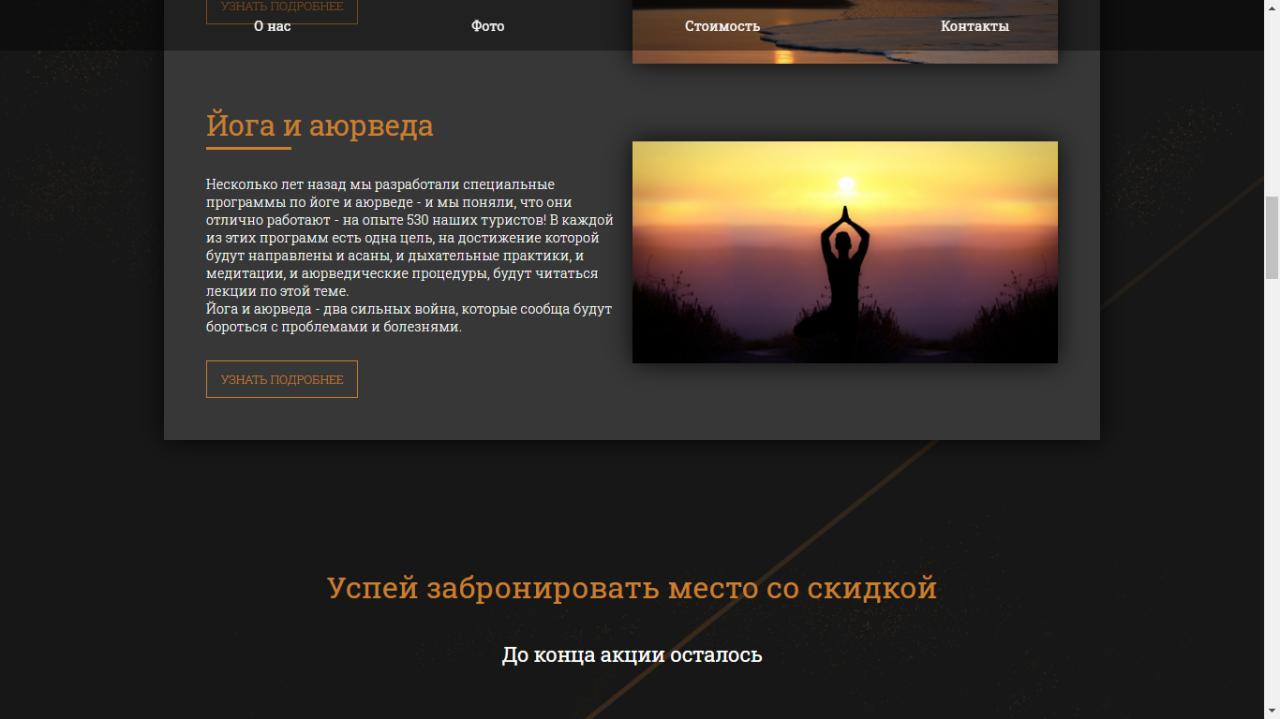 УЗНАТЬ ПОДРОБНЕЕ
О нас Фото Стоимость Контакты
Йога и аюрведа
Несколько лет назад мы разработали специальные
программы по йоге и аюрведе - и мы поняли, что они
отлично работают - на опыте 530 наших туристов! В каждой
из этих программ есть одна цель, на достижение которой
будут направлены и асаны, и дыхательные практики, и
медитации, и аюрведические процедуры, будут читаться
лекции по этой теме.
Йога и аюрведа - два сильных война, которые сообща будут
бороться с проблемами и болезнями.
УЗНАТЬ ПОДРОБНЕЕ
Успей забронировать место со скидкой
До конца акции осталось